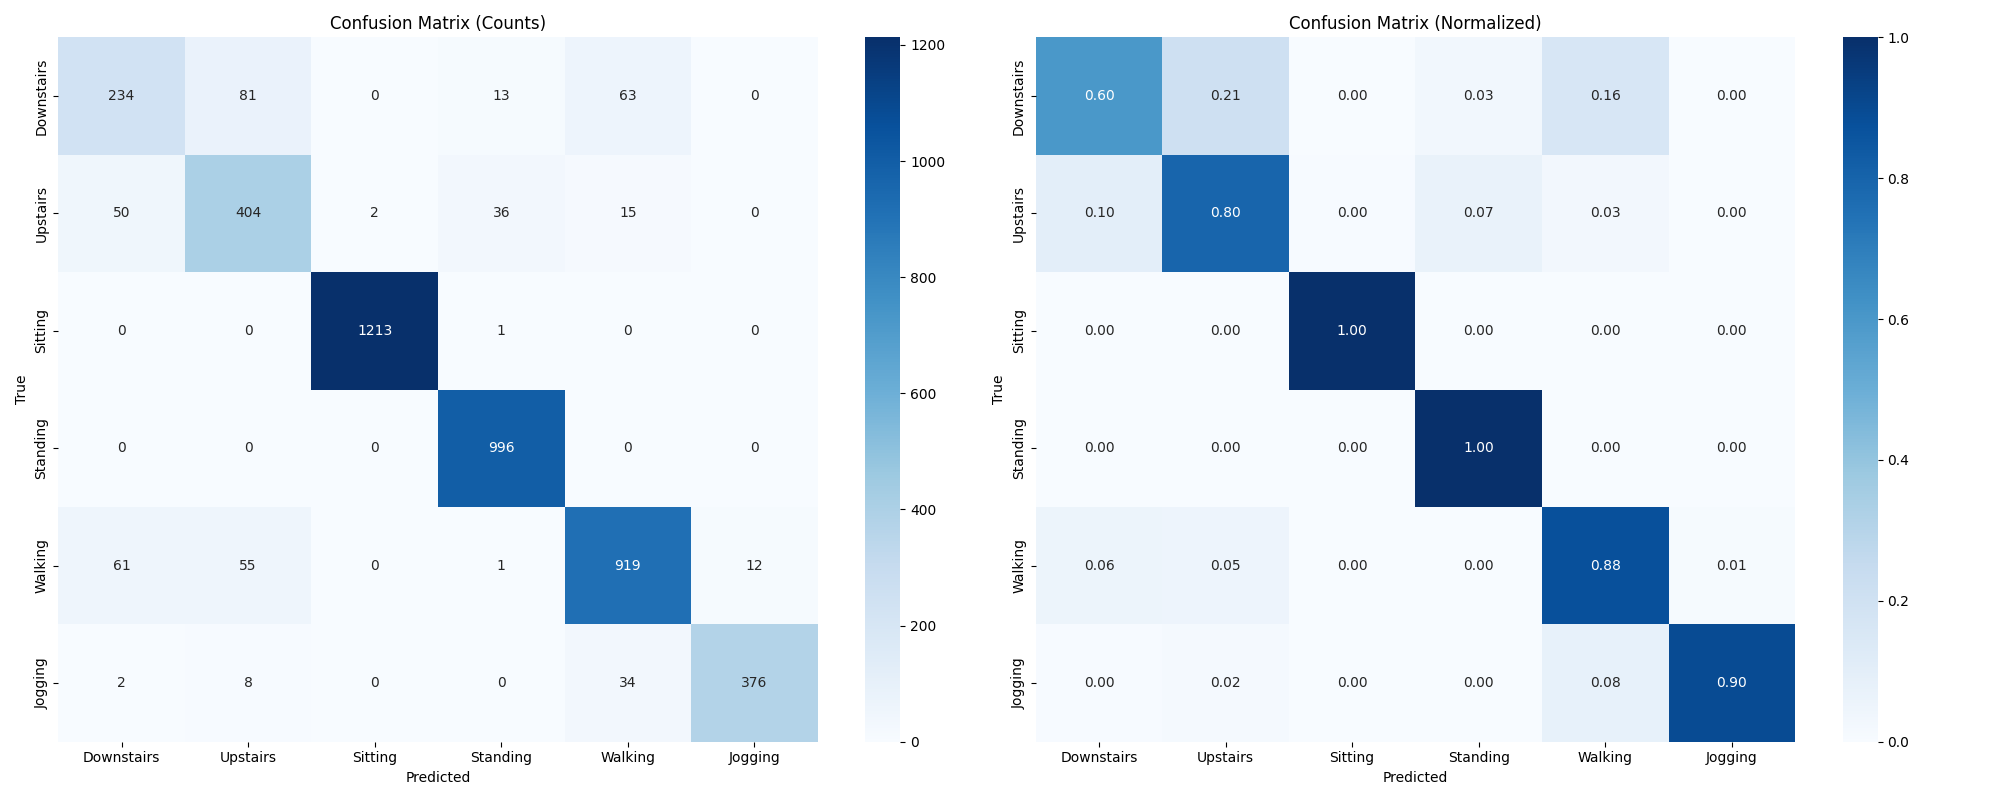 Confusion Matrix (Counts)
Downstairs 234 81 0 13 63 0
Upstairs 50 404 2 36 15 0
Sitting 0 0 1213 1 0 0
Standing 0 0 0 996 0 0
Walking 61 55 0 1 919 12
Jogging 2 8 0 0 34 376
True
Downstairs Upstairs Sitting Standing Walking Jogging
Predicted
1200
1000
800
600
400
200
0
Confusion Matrix (Normalized)
Downstairs 0.60 0.21 0.00 0.03 0.16 0.00
Upstairs 0.10 0.80 0.00 0.07 0.03 0.00
Sitting 0.00 0.00 1.00 0.00 0.00 0.00
Standing 0.00 0.00 0.00 1.00 0.00 0.00
Walking 0.06 0.05 0.00 0.00 0.88 0.01
Jogging 0.00 0.02 0.00 0.00 0.08 0.90
True
Downstairs Upstairs Sitting Standing Walking Jogging
Predicted
1.0
0.8
0.6
0.4
0.2
0.0